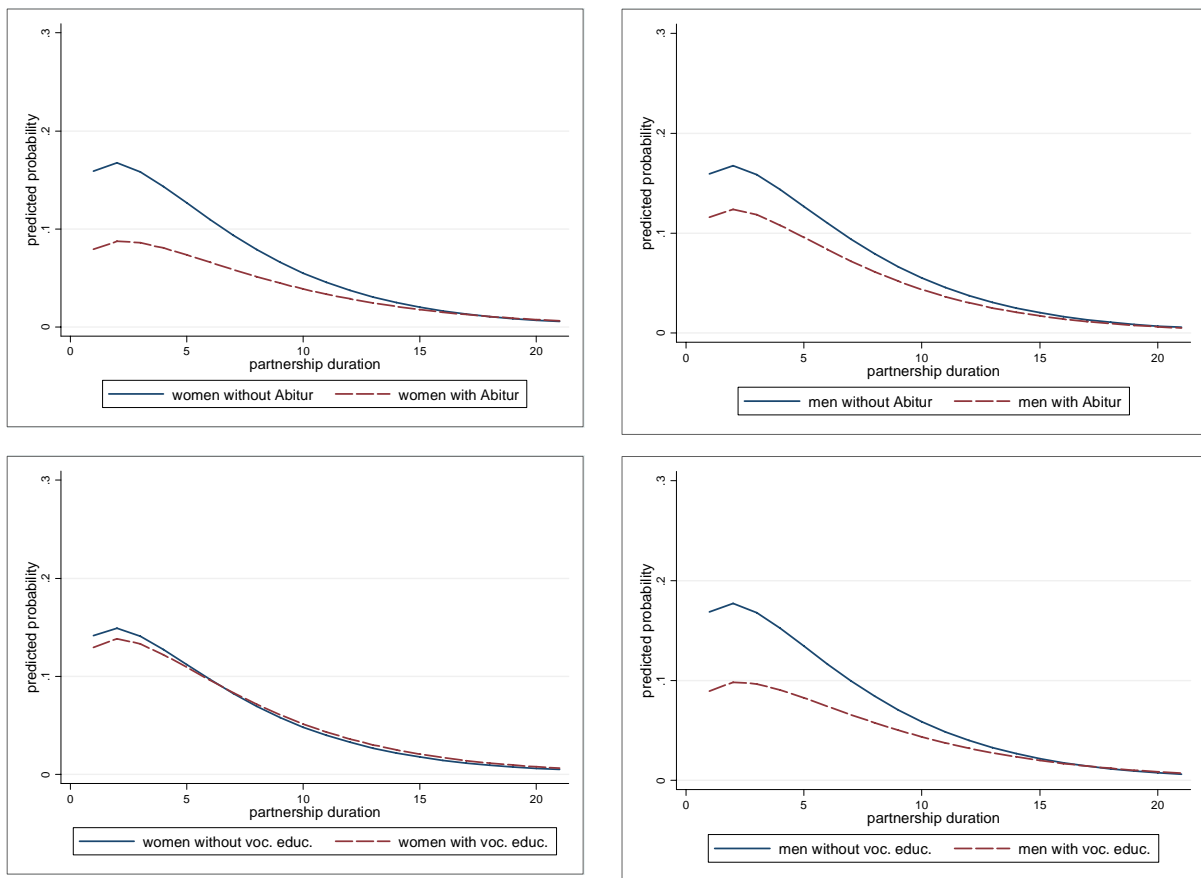 .3
.2
.1
0
predicted probability
0 5 10 15 20
partnership duration
women without Abitur women with Abitur
.3
.2
.1
0
predicted probability
0 5 10 15 20
partnership duration
men without Abitur men with Abitur
.3
.2
.1
0
predicted probability
0 5 10 15 20
partnership duration
women without voc. educ. women with voc. educ.
.3
.2
.1
0
predicted probability
0 5 10 15 20
partnership duration
men without voc. educ. men with voc. educ.